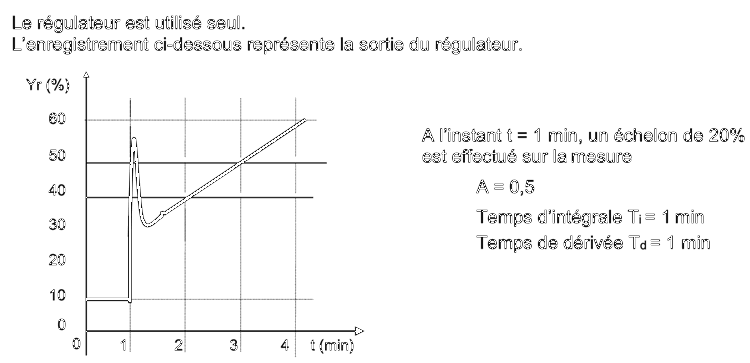 Le régulateur est utilisé seul.
L'enregistrement ci-dessous représente la sortie du régulateur.
Yr (%)
60
50
40
30
20
10
0
0 1 2 3 4 t (min)
A l'instant t = 1 min, un échelon de 20%
est effectué sur la mesure
A = 0,5
Temps d'intégrale Ti = 1 min
Temps de dérivée Td = 1 min